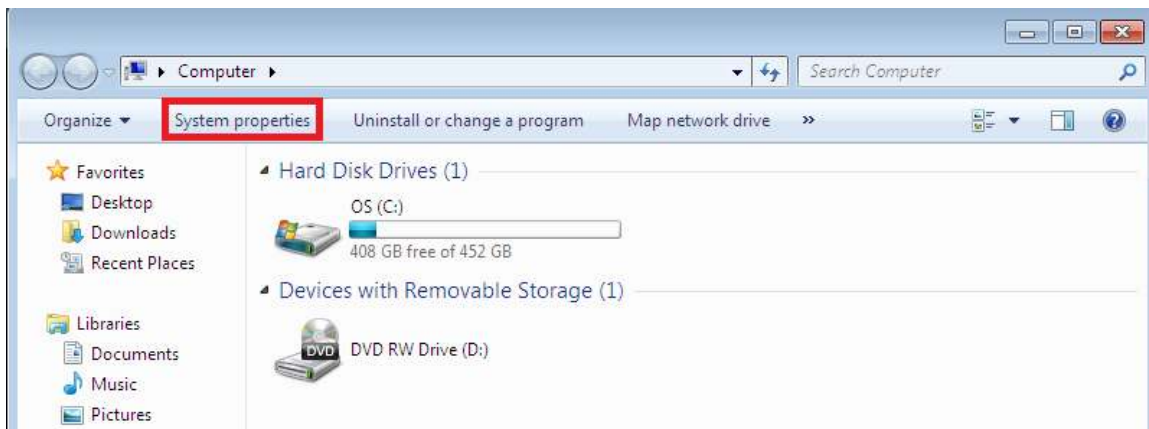 Computer
Search Computer
Organize System properties Uninstall or change a program Map network drive »
Favorites
Desktop
Downloads
Recent Places
Libraries
Documents
Music
Pictures
Hard Disk Drives (1)
OS (C:)
408 GB free of 452 GB
Devices with Removable Storage (1)
DVD
DVD RW Drive (D:)